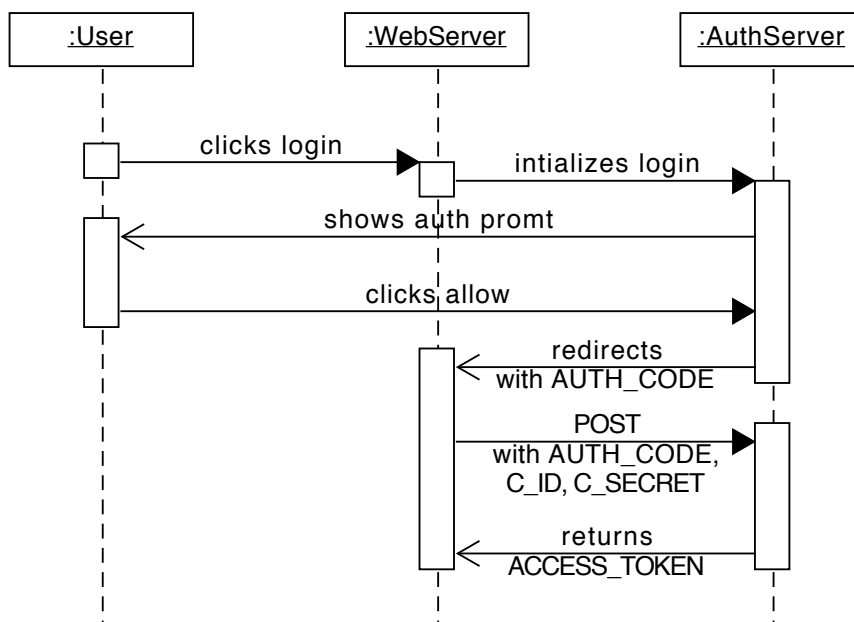 :User
:WebServer
:AuthServer
clicks login
intializes login
shows auth promt
clicks allow
redirects
with AUTH_CODE
POST
with AUTH_CODE,
C_ID, C_SECRET
returns
ACCESS_TOKEN